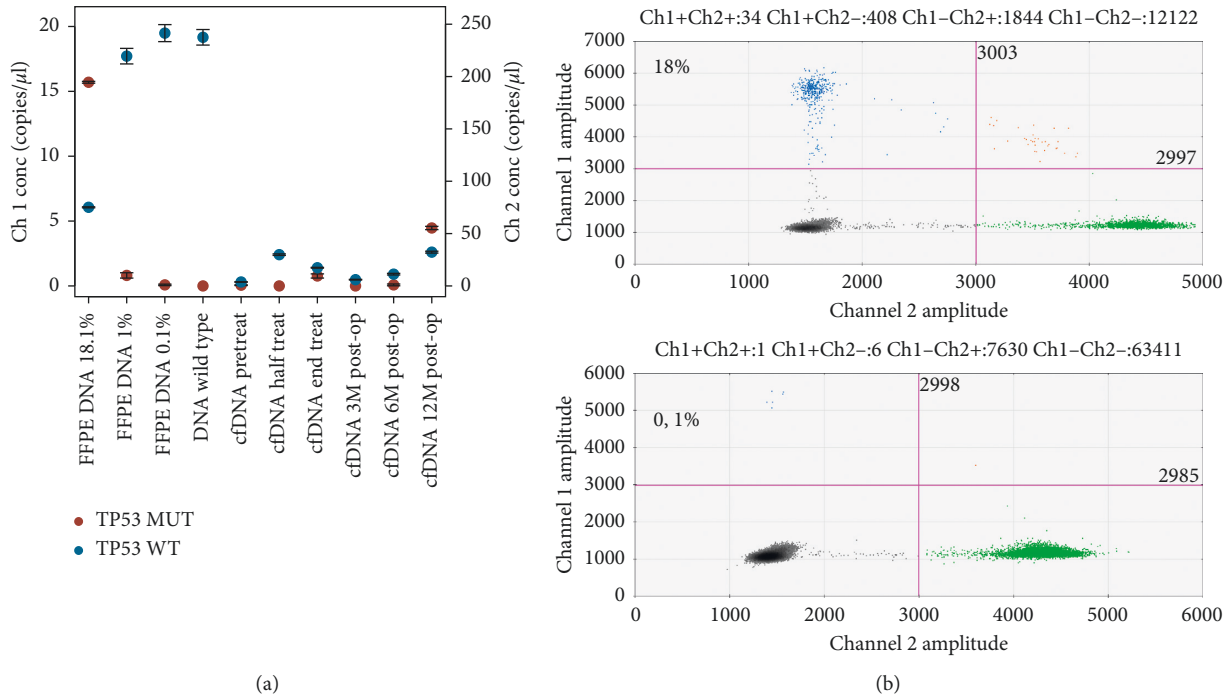 20
15
10
5
0
Ch 1 conc (copies/μl)
250
200
150
100
50
0
Ch 2 conc (copies/μl)
FFPE DNA 18.1%
FFPE DNA 1%
FFPE DNA 0.1%
DNA wild type
cfDNA pretreat
cfDNA half treat
cfDNA end treat
cfDNA 3M post-op
cfDNA 6M post-op
cfDNA 12M post-op
TP53 MUT
TP53 WT
(a)
Ch1+Ch2+:34 Ch1+Ch2–:408 Ch1–Ch2+:1844 Ch1–Ch2–:12122
7000
6000
5000
4000
3000
2000
1000
0
Channel 1 amplitude
18%
3003
2997
0 1000 2000 3000 4000 5000
Channel 2 amplitude
Ch1+Ch2+:1 Ch1+Ch2–:6 Ch1–Ch2+:7630 Ch1–Ch2–:63411
7000
6000
5000
4000
3000
2000
1000
0
Channel 1 amplitude
0, 1%
2998
2985
0 1000 2000 3000 4000 5000 6000
Channel 2 amplitude
(b)